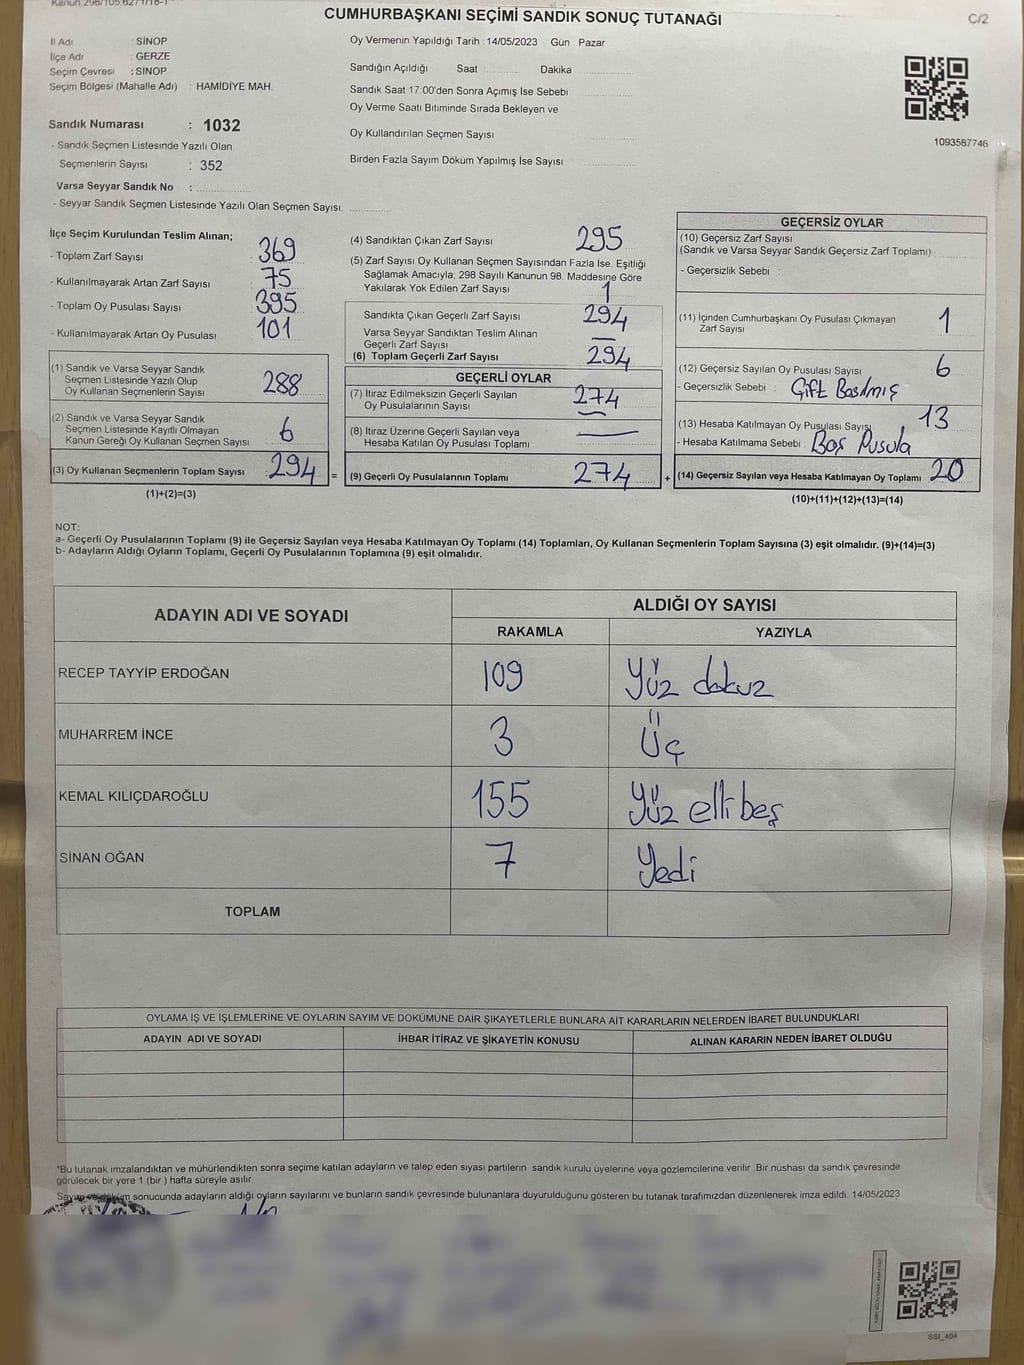 CUMHURBAŞKANI SEÇİMİ SANDIK SONUÇ TUTANAĞI
C/2
İl Adı : SİNOP
İlçe Adı : GERZE
Seçim Çevresi : SİNOP
Seçim Bölgesi (Mahalle Adı) : HAMIDİYE MAH.
Sandık Numarası : 1032
- Sandık Seçmen Listesinde Yazılı Olan
Seçmenlerin Sayısı : 352
Varsa Seyyar Sandık No :
- Seyyar Sandık Seçmen Listesinde Yazılı Olan Seçmen Sayısı:
Oy Vermenin Yapıldığı Tarih : 14/05/2023 Gün Pazar
Sandığın Açıldığı Saat Dakika
Sandık Saat 17:00'den Sonra Açımış İse Sebebi
Oy Verme Saati Bitiminde Sırada Bekleyen ve
Oy Kullandırılan Seçmen Sayısı
Birden Fazla Sayım Döküm Yapılmış İse Sayısı
1093587746
İlçe Seçim Kurulundan Teslim Alınan;
- Toplam Zarf Sayısı 369
- Kullanılmayarak Artan Zarf Sayısı 75
- Toplam Oy Pusulası Sayısı 395
- Kullanılmayarak Artan Oy Pusulası 101
(1) Sandık ve Varsa Seyyar Sandık
Seçmen Listesinde Yazılı Olup
Oy Kullanan Seçmenlerin Sayısı 288
(2) Sandık ve Varsa Seyyar Sandık
Seçmen Listesinde Kayıtlı Olmayan
Kanun Gereği Oy Kullanan Seçmen Sayısı 6
(3) Oy Kullanan Seçmenlerin Toplam Sayısı 294 =
(1)+(2)=(3)
(4) Sandıktan Çıkan Zarf Sayısı 295
(5) Zarf Sayısı Oy Kullanan Seçmen Sayısından Fazla İse, Eşitliği
Sağlamak Amacıyla; 298 Sayılı Kanunun 98. Maddesine Göre
Yakılarak Yok Edilen Zarf Sayısı 1
Sandıkta Çıkan Geçerli Zarf Sayısı 294
Varsa Seyyar Sandıktan Teslim Alınan
Geçerli Zarf Sayısı —
(6) Toplam Geçerli Zarf Sayısı 294
GEÇERLİ OYLAR
(7) İtiraz Edilmeksizin Geçerli Sayılan
Oy Pusulalarının Sayısı 274
(8) İtiraz Üzerine Geçerli Sayılan veya
Hesaba Katılan Oy Pusulası Toplamı —
(9) Geçerli Oy Pusulalarının Toplamı 274 +
GEÇERSİZ OYLAR
(10) Geçersiz Zarf Sayısı
(Sandık ve Varsa Seyyar Sandık Geçersiz Zarf Toplamı) :
- Geçersizlik Sebebi :
(11) İçinden Cumhurbaşkanı Oy Pusulası Çıkmayan
Zarf Sayısı 1
(12) Geçersiz Sayılan Oy Pusulası Sayısı 6
- Geçersizlik Sebebi : Çift Basılmış
(13) Hesaba Katılmayan Oy Pusulası Sayısı 13
- Hesaba Katılmama Sebebi : Boş Pusula
(14) Geçersiz Sayılan veya Hesaba Katılmayan Oy Toplamı 20
(10)+(11)+(12)+(13)=(14)
NOT:
a- Geçerli Oy Pusulalarının Toplamı (9) ile Geçersiz Sayılan veya Hesaba Katılmayan Oy Toplamı (14) Toplamları, Oy Kullanan Seçmenlerin Toplam Sayısına (3) eşit olmalıdır. (9)+(14)=(3)
b- Adayların Aldığı Oyların Toplamı, Geçerli Oy Pusulalarının Toplamına (9) eşit olmalıdır.
ADAYIN ADI VE SOYADI ALDIĞI OY SAYISI
RAKAMLA YAZIYLA
RECEP TAYYİP ERDOĞAN 109 Yüz dokuz
MUHARREM İNCE 3 Üç
KEMAL KILIÇDAROĞLU 155 Yüz elli beş
SİNAN OĞAN 7 Yedi
TOPLAM
OYLAMA İŞ VE İŞLEMLERİNE VE OYLARIN SAYIM VE DÖKÜMÜNE DAİR ŞİKAYETLERLE BUNLARA AİT KARARLARIN NELERDEN İBARET BULUNDUKLARI
ADAYIN ADI VE SOYADI İHBAR İTİRAZ VE ŞİKAYETİN KONUSU ALINAN KARARIN NEDEN İBARET OLDUĞU
*Bu tutanak imzalandıktan ve mühürlendikten sonra seçime katılan adayların ve talep eden siyasi partilerin sandık kurulu üyelerine veya gözlemcilerine verilir. Bir nüshası da sandık çevresinde
görülecek bir yere 1 (bir ) hafta süreyle asılır.
Sayım ve döküm sonucunda adayların aldığı oyların sayılarını ve bunların sandık çevresinde bulunanlara duyurulduğunu gösteren bu tutanak tarafımızdan düzenlenerek imza edildi. 14/05/2023
SSI_404